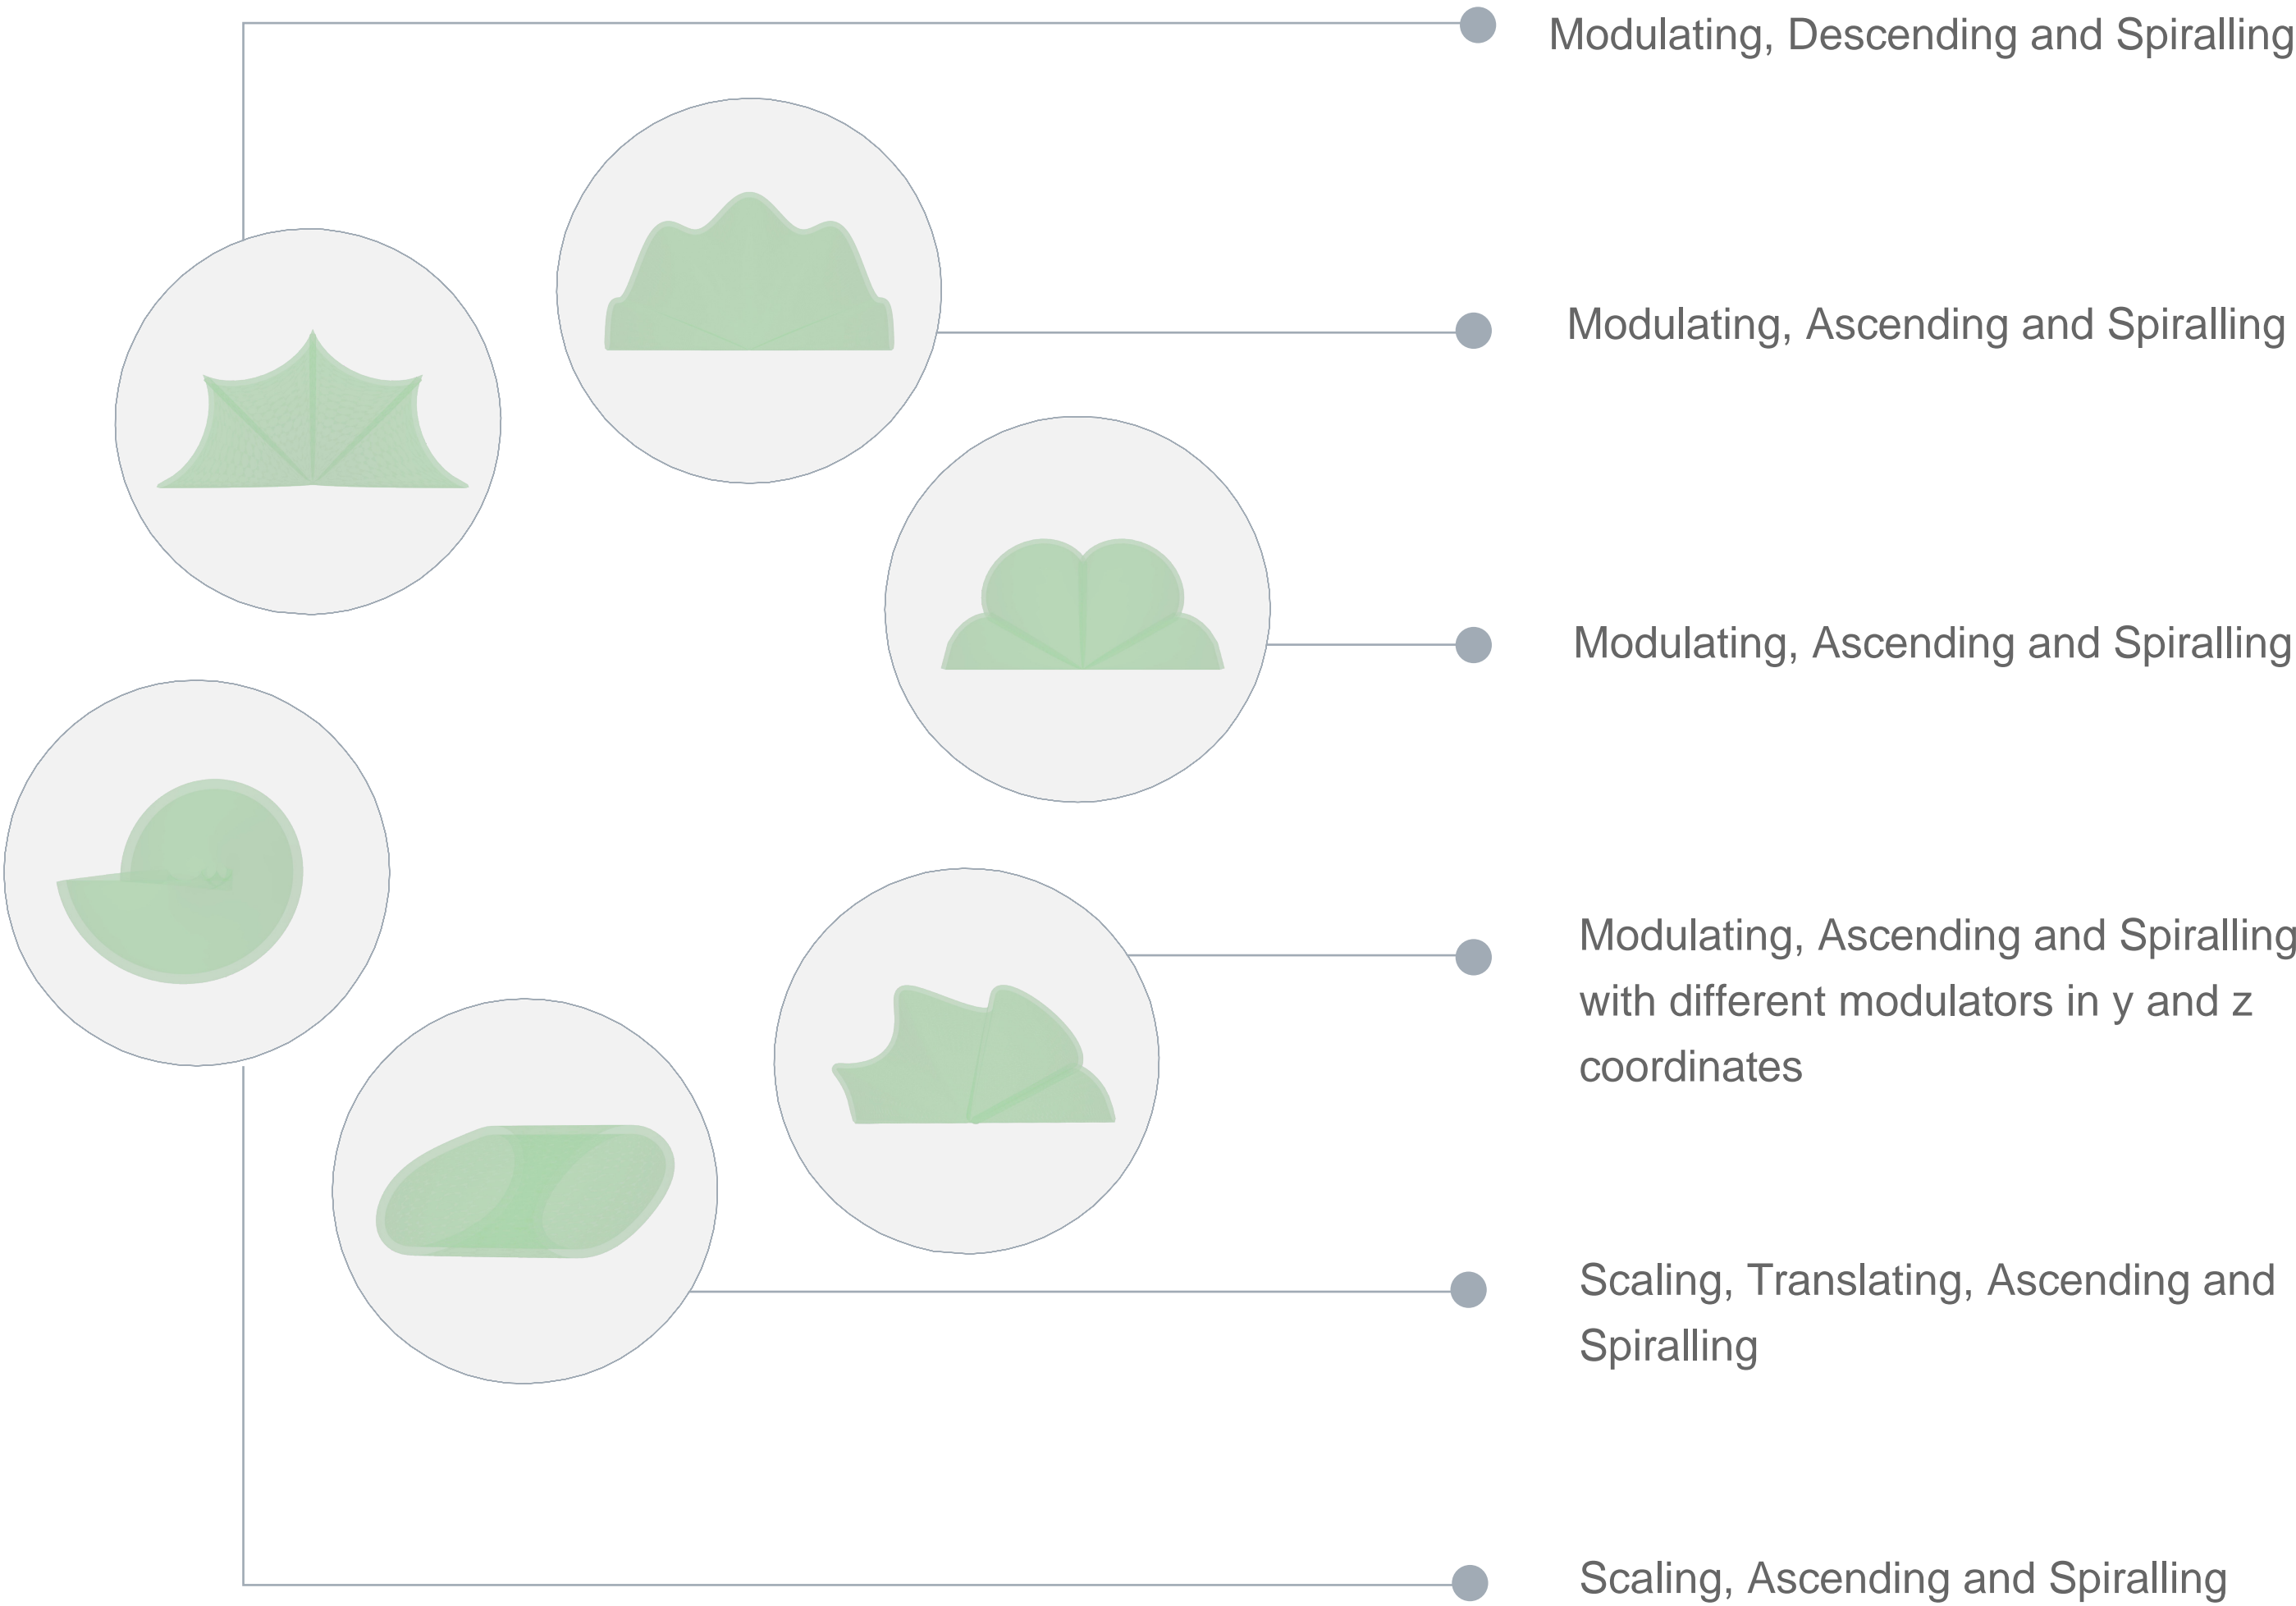 Modulating, Descending and Spiralling
Modulating, Ascending and Spiralling
Modulating, Ascending and Spiralling
Modulating, Ascending and Spiralling
with different modulators in y and z
coordinates
Scaling, Translating, Ascending and
Spiralling
Scaling, Ascending and Spiralling